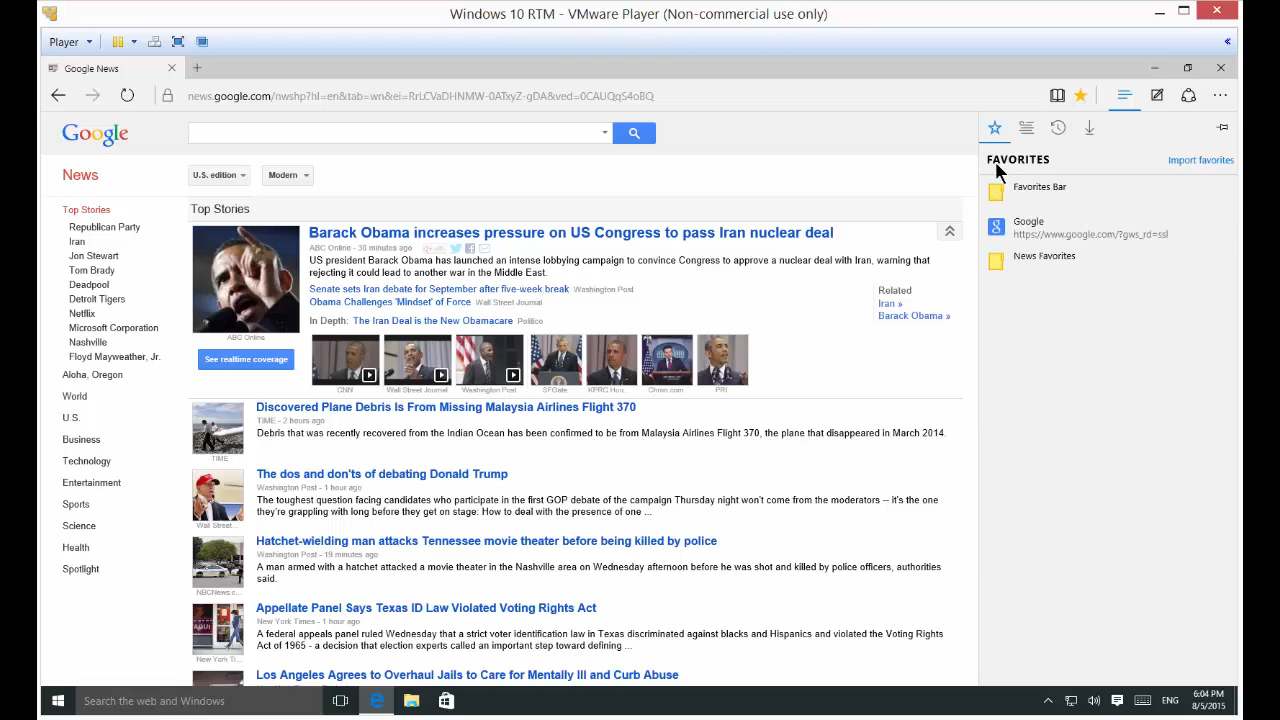 Windows 10 RTM - VMware Player (Non-commercial use only)
Player
Google News
news.google.com/nwshp?hl=en&tab=wn&ei=RrLCVaDHNMW-0ATxyZ-gDA&ved=0CAUQqS4oBQ
Google
FAVORITES
Import favorites
Favorites Bar
Google
https://www.google.com/?gws_rd=ssl
News Favorites
News
U.S. edition
Modern
Top Stories
Republican Party
Iran
Jon Stewart
Tom Brady
Deadpool
Detroit Tigers
Netflix
Microsoft Corporation
Nashville
Floyd Mayweather, Jr.
Aloha, Oregon
World
U.S.
Business
Technology
Entertainment
Sports
Science
Health
Spotlight
Top Stories
Barack Obama increases pressure on US Congress to pass Iran nuclear deal
ABC Online - 30 minutes ago
US president Barack Obama has launched an intense lobbying campaign to convince Congress to approve a nuclear deal with Iran, warning that
rejecting it could lead to another war in the Middle East.
Senate sets Iran debate for September after five-week break Washington Post
Obama Challenges 'Mindset' of Force Wall Street Journal
In Depth: The Iran Deal is the New Obamacare Politico
Related
Iran »
Barack Obama »
ABC Online
See realtime coverage
CNN
Wall Street Journal
Washington Post
SFGate
KPRC Hou...
Chron.com
PRI
Discovered Plane Debris Is From Missing Malaysia Airlines Flight 370
TIME - 2 hours ago
Debris that was recently recovered from the Indian Ocean has been confirmed to be from Malaysia Airlines Flight 370, the plane that disappeared in March 2014.
TIME
The dos and don'ts of debating Donald Trump
Washington Post - 1 hour ago
The toughest question facing candidates who participate in the first GOP debate of the campaign Thursday night won't come from the moderators -- it's the one
they're grappling with long before they get on stage: How to deal with the presence of one ...
Wall Street...
Hatchet-wielding man attacks Tennessee movie theater before being killed by police
Washington Post - 19 minutes ago
A man armed with a hatchet attacked a movie theater in the Nashville area on Wednesday afternoon before he was shot and killed by police officers, authorities
said.
NBCNews.c...
Appellate Panel Says Texas ID Law Violated Voting Rights Act
New York Times - 1 hour ago
A federal appeals panel ruled Wednesday that a strict voter identification law in Texas discriminated against blacks and Hispanics and violated the Voting Rights
Act of 1965 - a decision that election experts called an important step toward defining ...
New York Ti...
Los Angeles Agrees to Overhaul Jails to Care for Mentally Ill and Curb Abuse
Search the web and Windows
ENG
6:04 PM
8/5/2015